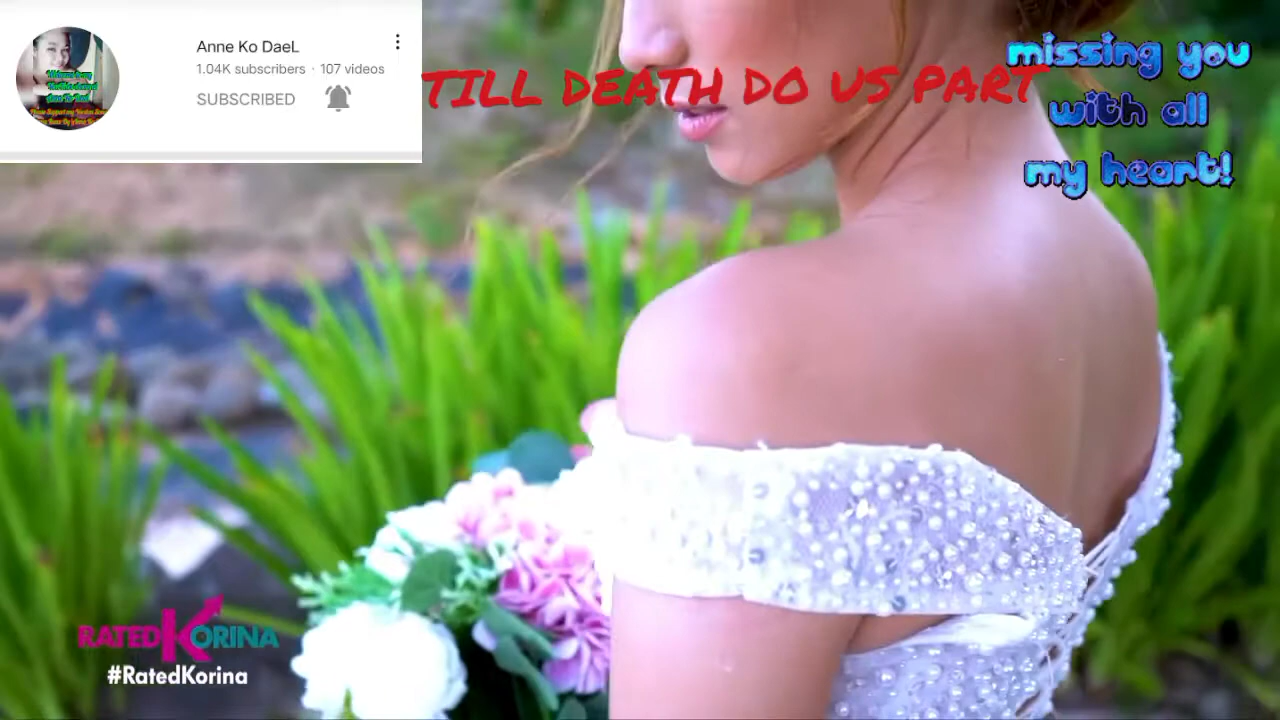 Anne Ko DaeL
1.04K subscribers · 107 videos
SUBSCRIBED
TILL DEATH DO US PART
missing you
with all
my heart!
RATED KORINA
#RatedKorina